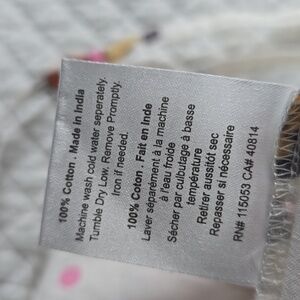 100% Cotton . Made in India
Machine wash cold water seperately.
Tumble Dry Low. Remove Promptly.
Iron if needed.
100% Coton . Fait en Inde
Laver séparément à la machine
à l'eau froide
Sécher par culbutage à basse
température
Retirer aussitôt sec
Repasser si nécessaire
RN# 115053 CA# 40814